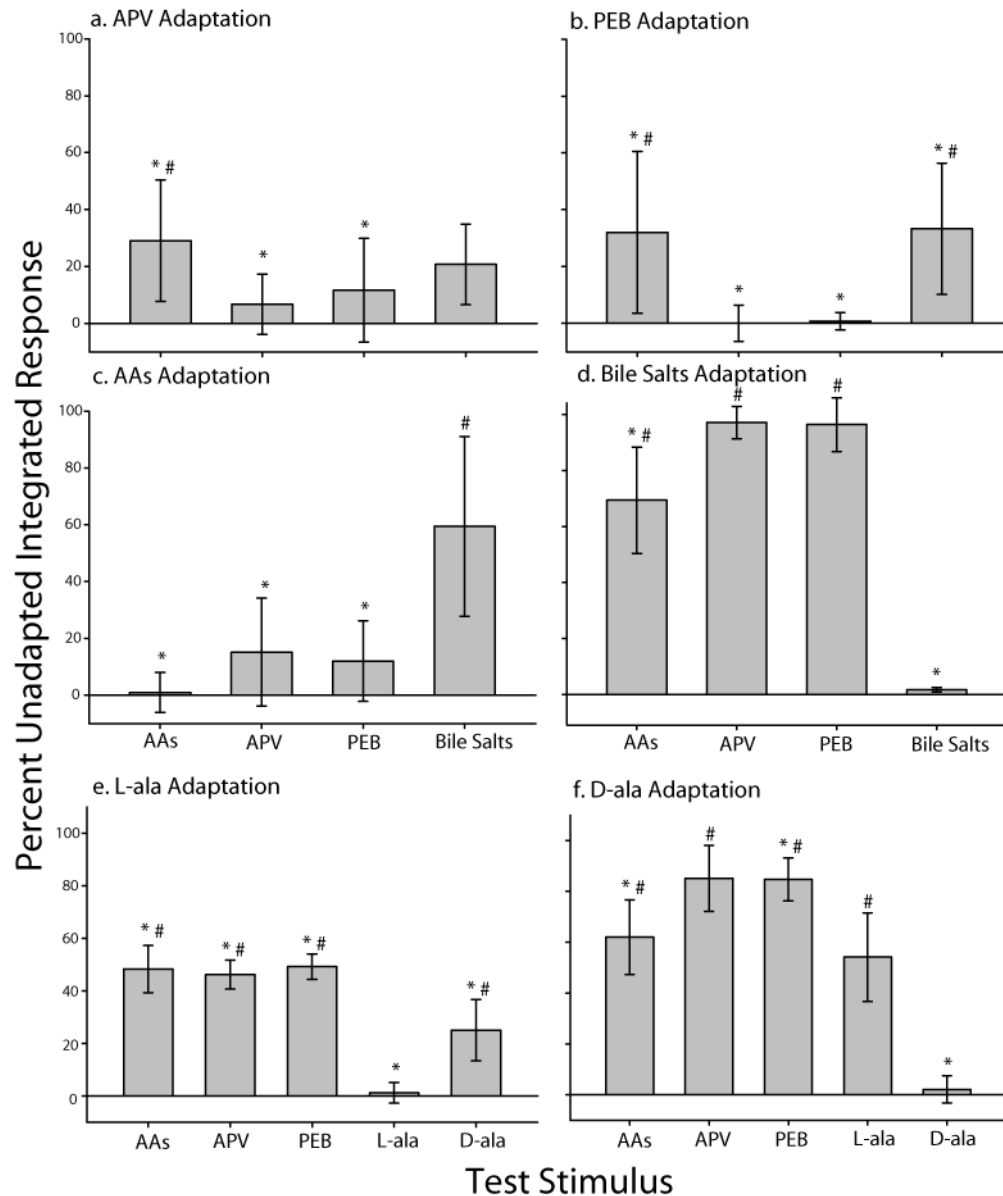 a. APV Adaptation
b. PEB Adaptation
100
80
60
40
20
0
* #
*
*
* #
*
*
* #
c. AAs Adaptation
d. Bile Salts Adaptation
100
80
60
40
20
0
*
*
*
#
* #
#
#
*
AAs
APV
PEB
Bile Salts
AAs
APV
PEB
Bile Salts
e. L-ala Adaptation
f. D-ala Adaptation
100
80
60
40
20
0
* #
* #
* #
*
* #
* #
#
* #
#
*
AAs
APV
PEB
L-ala
D-ala
AAs
APV
PEB
L-ala
D-ala
Percent Unadapted Integrated Response
Test Stimulus